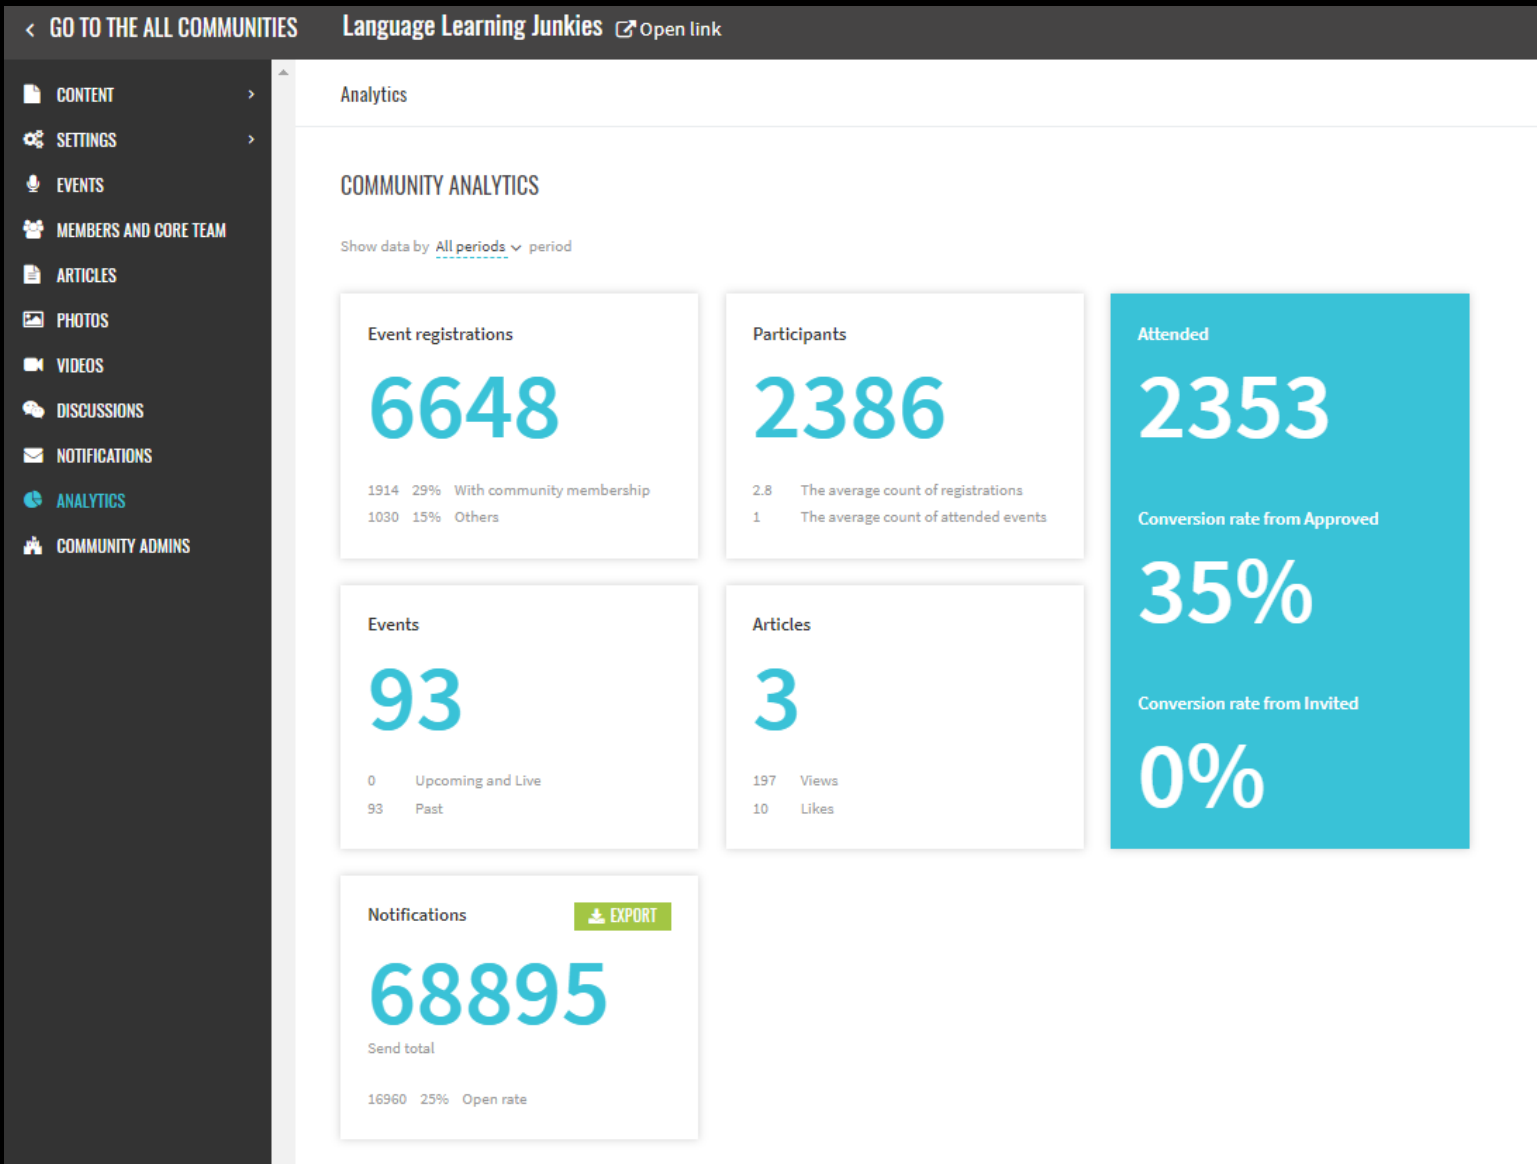 GO TO THE ALL COMMUNITIES
Language Learning Junkies Open link
CONTENT
SETTINGS
EVENTS
MEMBERS AND CORE TEAM
ARTICLES
PHOTOS
VIDEOS
DISCUSSIONS
NOTIFICATIONS
ANALYTICS
COMMUNITY ADMINS
Analytics
COMMUNITY ANALYTICS
Show data by All periods period
Event registrations
6648
1914 29% With community membership
1030 15% Others
Participants
2386
2.8 The average count of registrations
1 The average count of attended events
Attended
2353
Conversion rate from Approved
35%
Conversion rate from Invited
0%
Events
93
0 Upcoming and Live
93 Past
Articles
3
197 Views
10 Likes
Notifications
EXPORT
68895
Send total
16960 25% Open rate